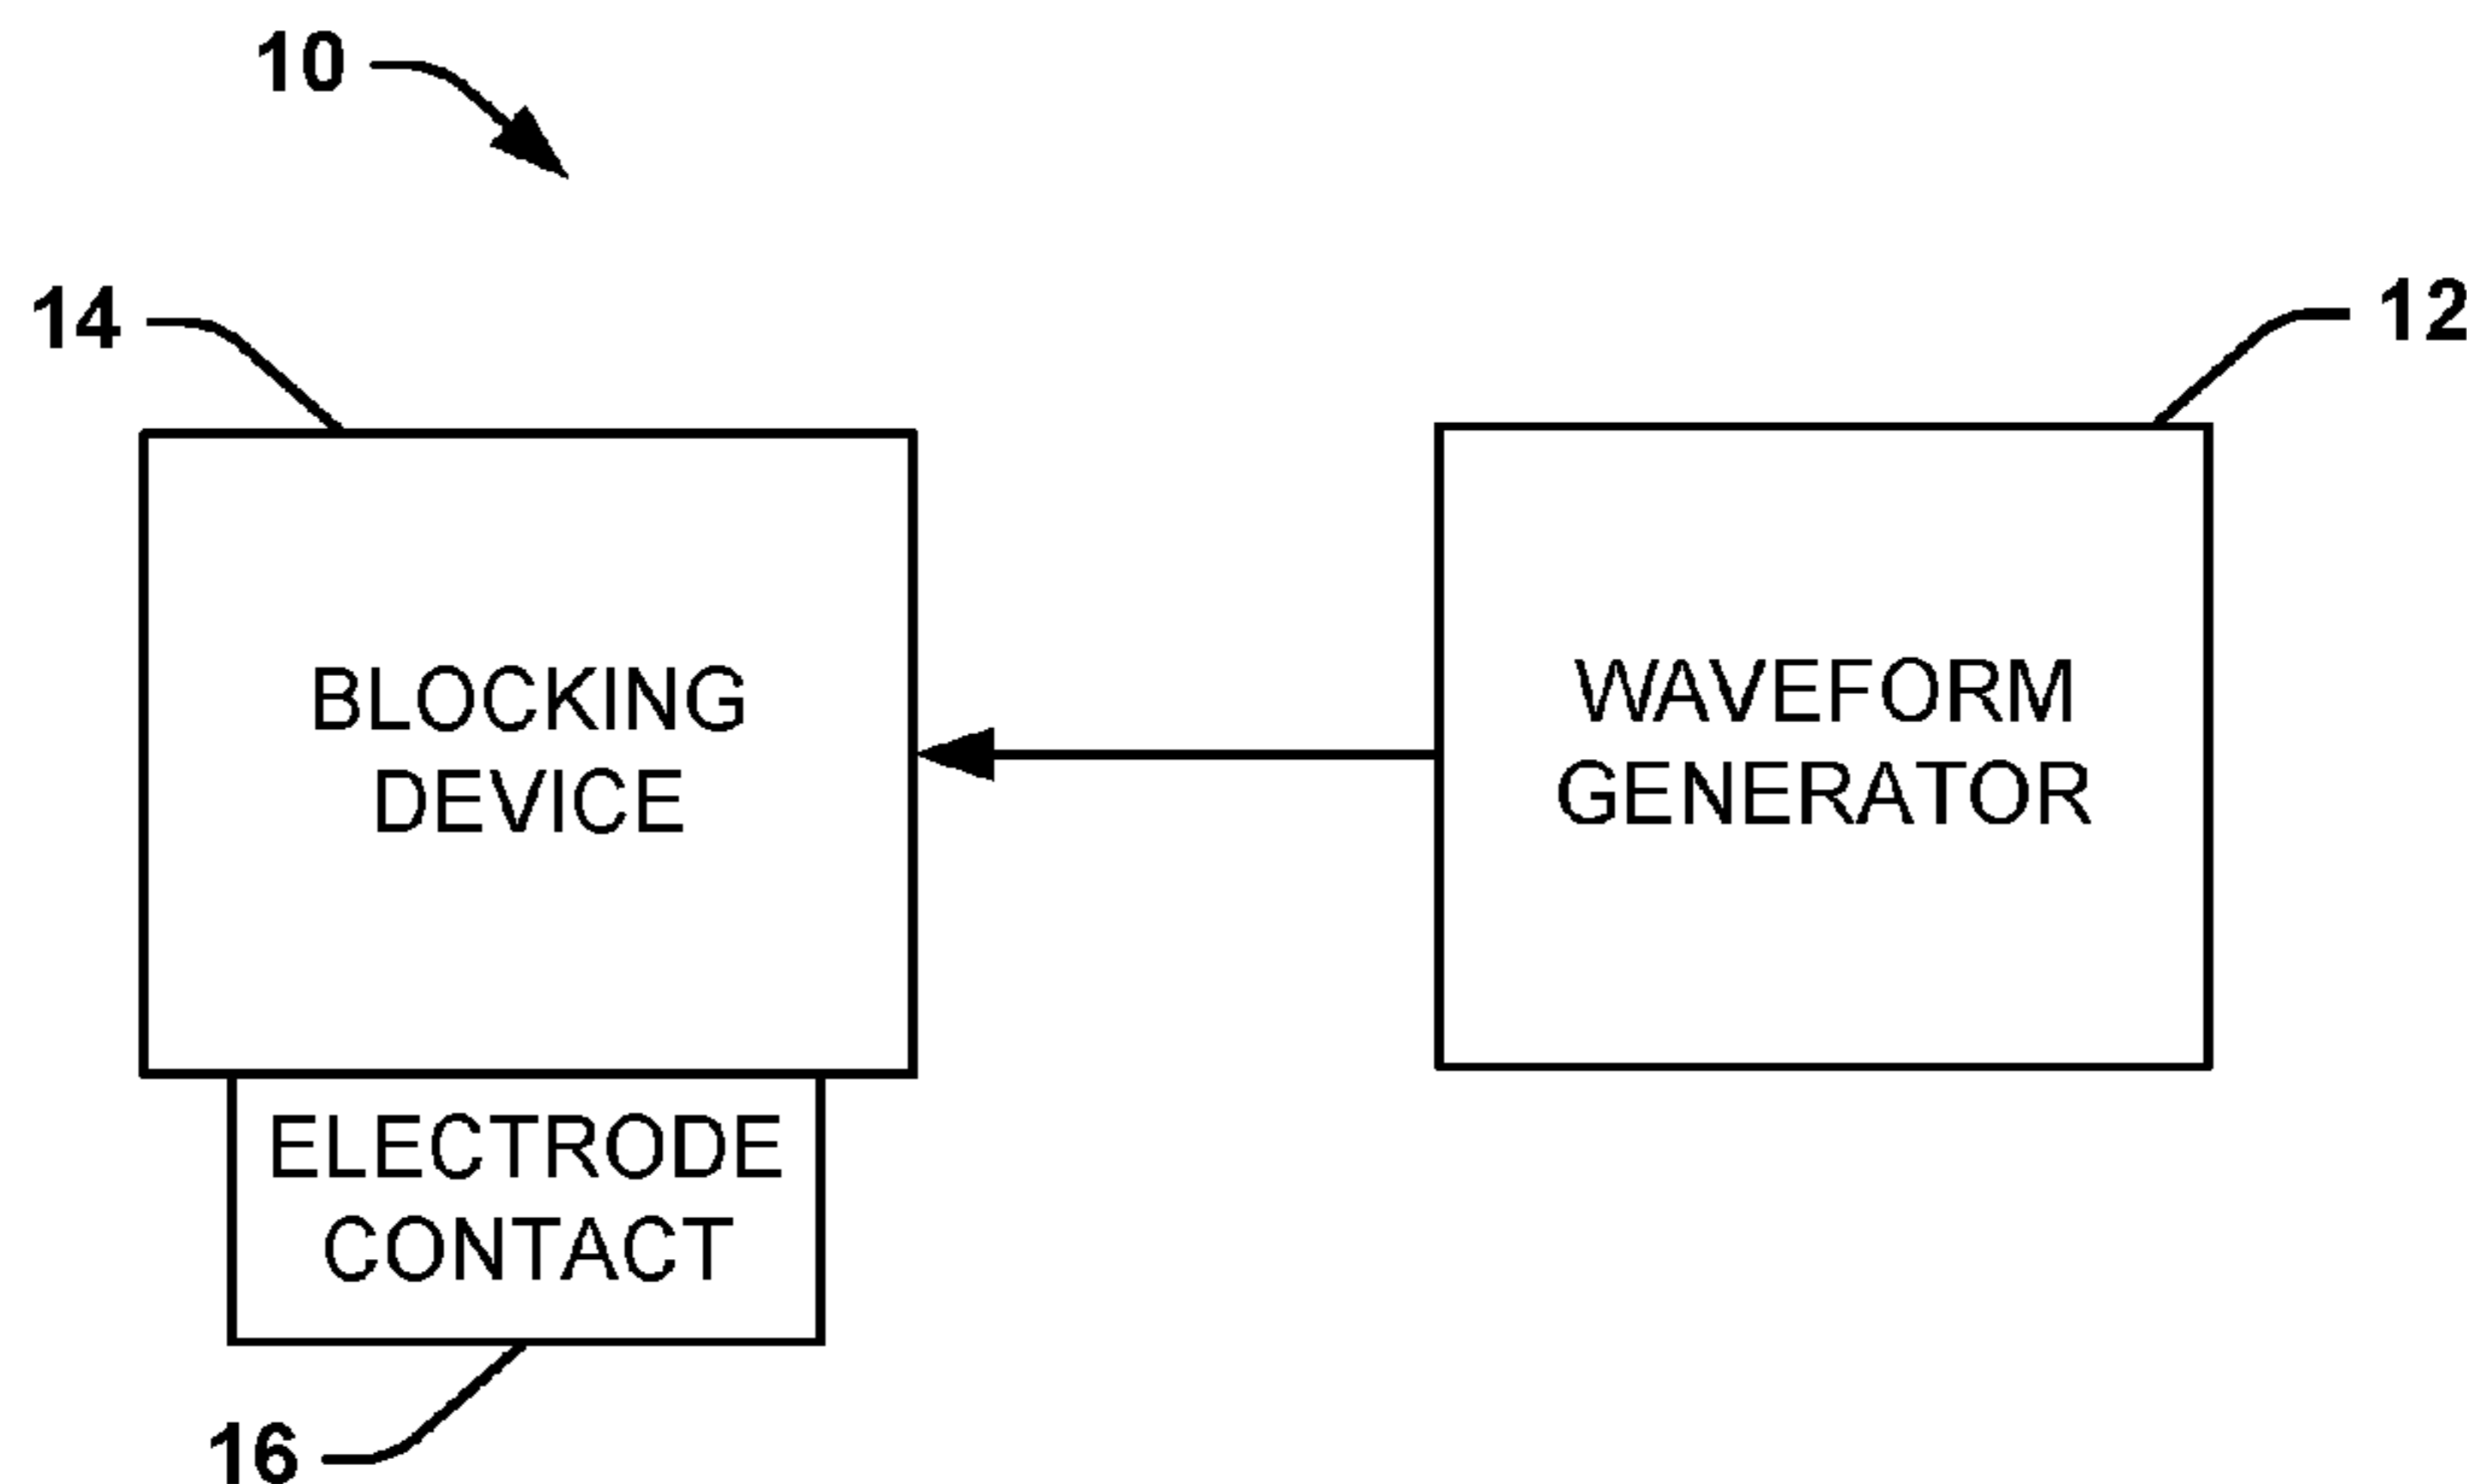 10
14
12
BLOCKING
DEVICE
WAVEFORM
GENERATOR
ELECTRODE
CONTACT
16